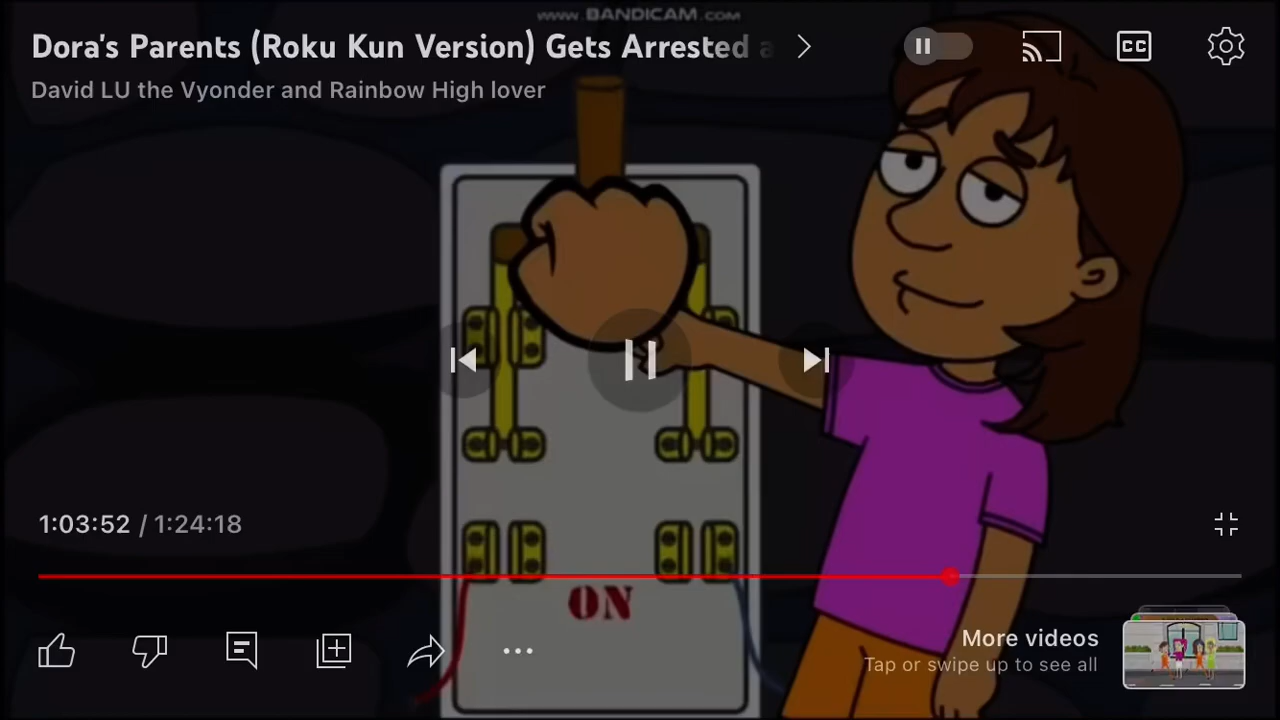 www.BANDICAM.com
Dora's Parents (Roku Kun Version) Gets Arrested
David LU the Vyonder and Rainbow High lover
CC
1:03:52 / 1:24:18
ON
More videos
Tap or swipe up to see all